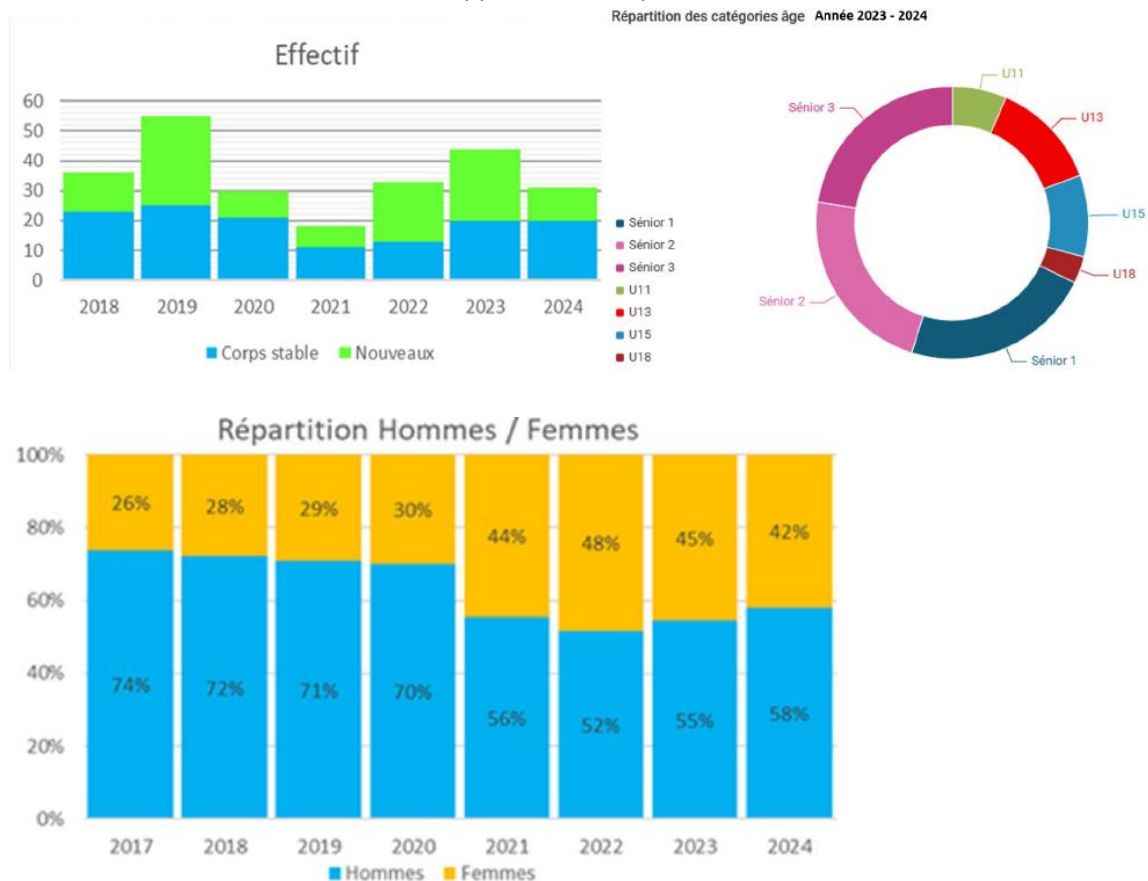 Répartition des catégories âge Année 2023 - 2024
Effectif
60
50
40
30
20
10
0
2018 2019 2020 2021 2022 2023 2024
Corps stable Nouveaux
Sénior 1
Sénior 2
Sénior 3
U11
U13
U15
U18
U11
U13
U15
U18
Sénior 1
Sénior 2
Sénior 3
Répartition Hommes / Femmes
100%
80%
60%
40%
20%
0%
26% 28% 29% 30% 44% 48% 45% 42%
74% 72% 71% 70% 56% 52% 55% 58%
2017 2018 2019 2020 2021 2022 2023 2024
Hommes Femmes